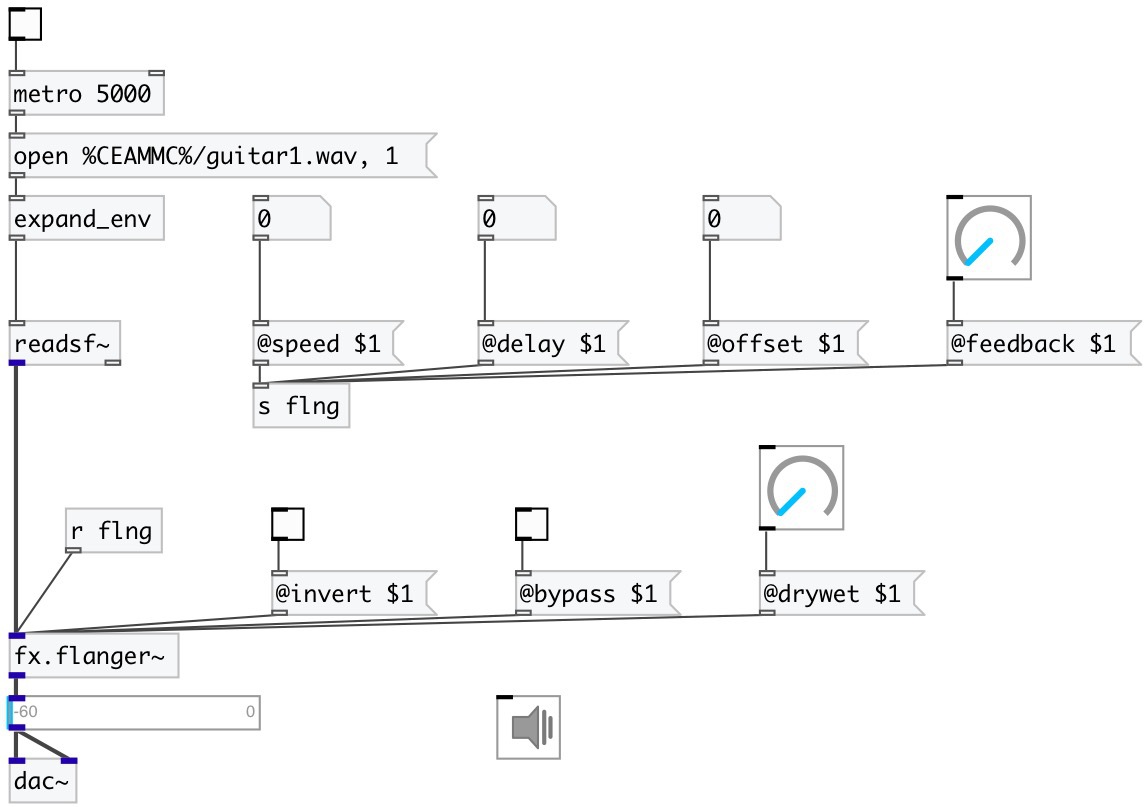 metro 5000
open %CEAMMC%/guitar1.wav, 1
expand_env
0
0
0
readsf~
@speed $1
@delay $1
@offset $1
@feedback $1
s flng
r flng
@invert $1
@bypass $1
@drywet $1
fx.flanger~
-60 0
dac~